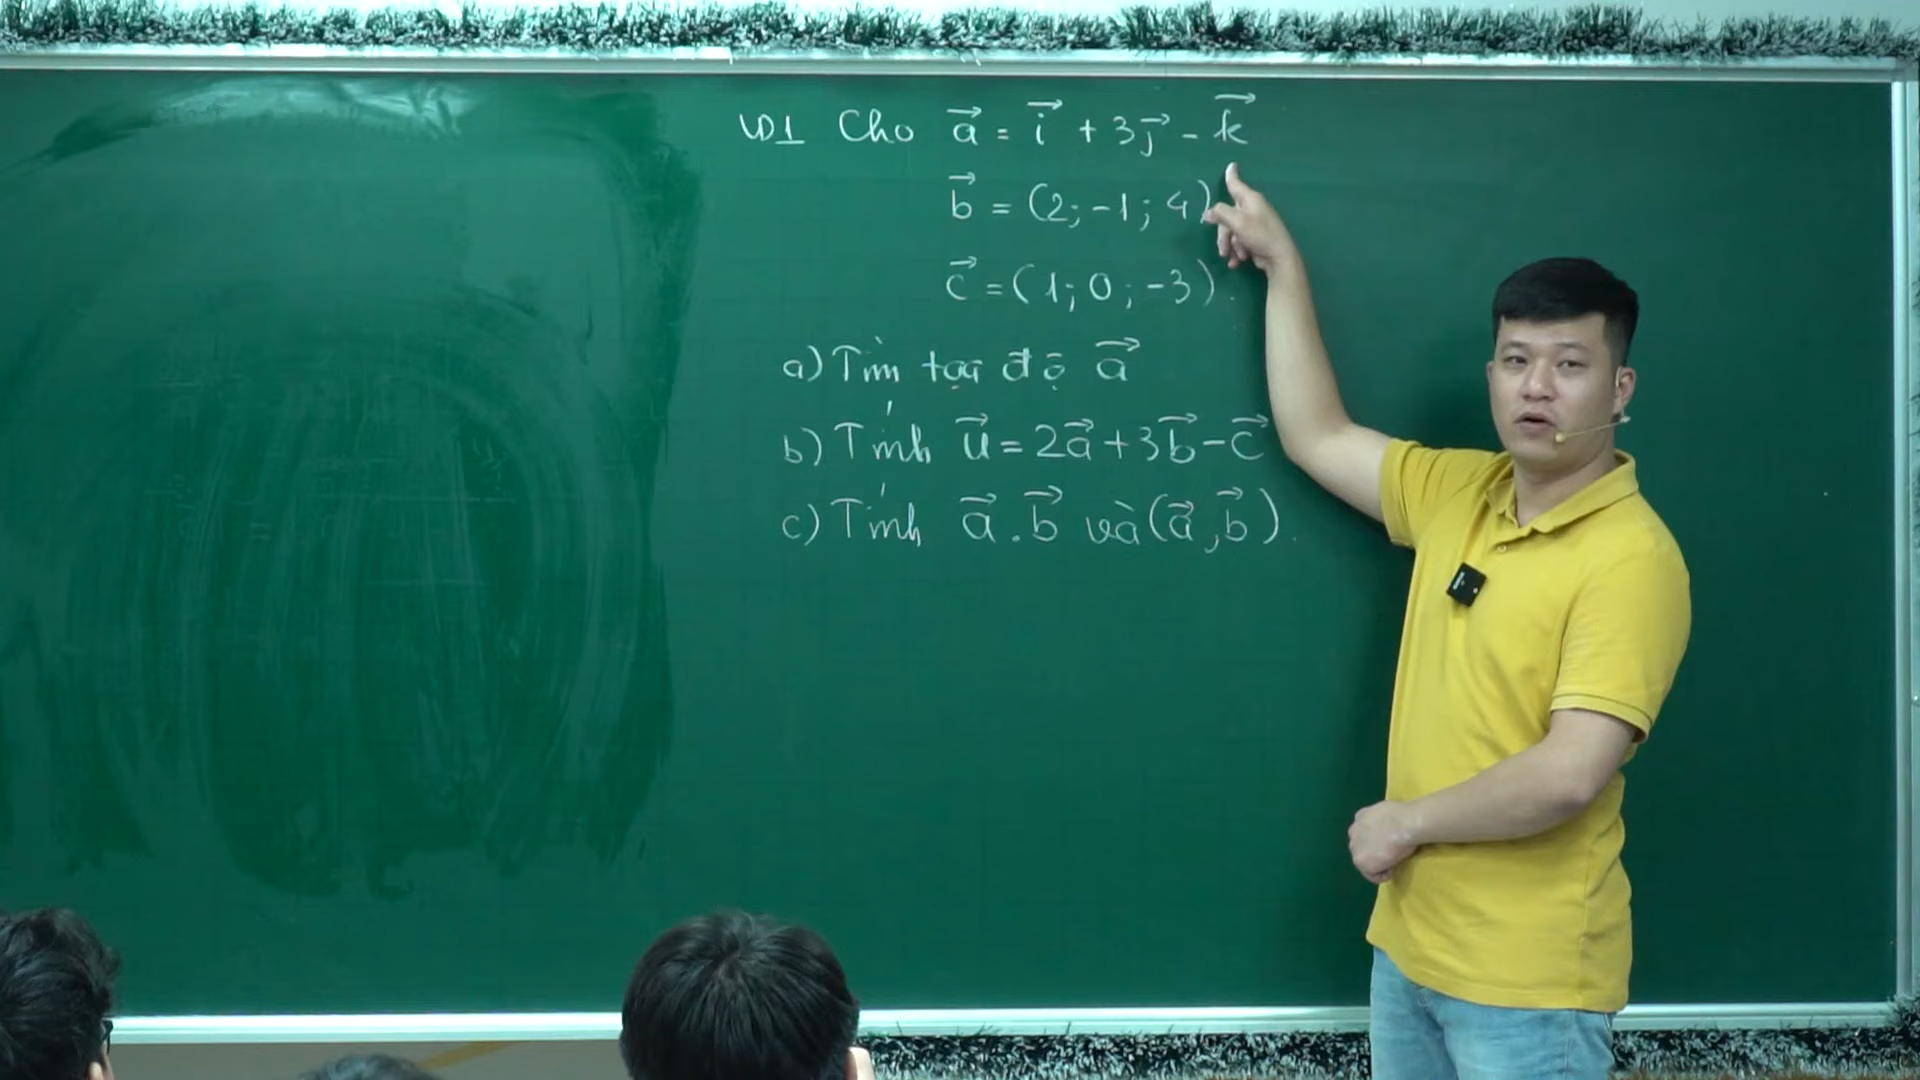 VD1 Cho a⃗ = i⃗ + 3j⃗ - k⃗
b⃗ = (2; -1; 4)
c⃗ = (1; 0; -3).
a) Tìm tọa độ a⃗
b) Tính u⃗ = 2a⃗ + 3b⃗ - c⃗
c) Tính a⃗ . b⃗ và (a⃗, b⃗).